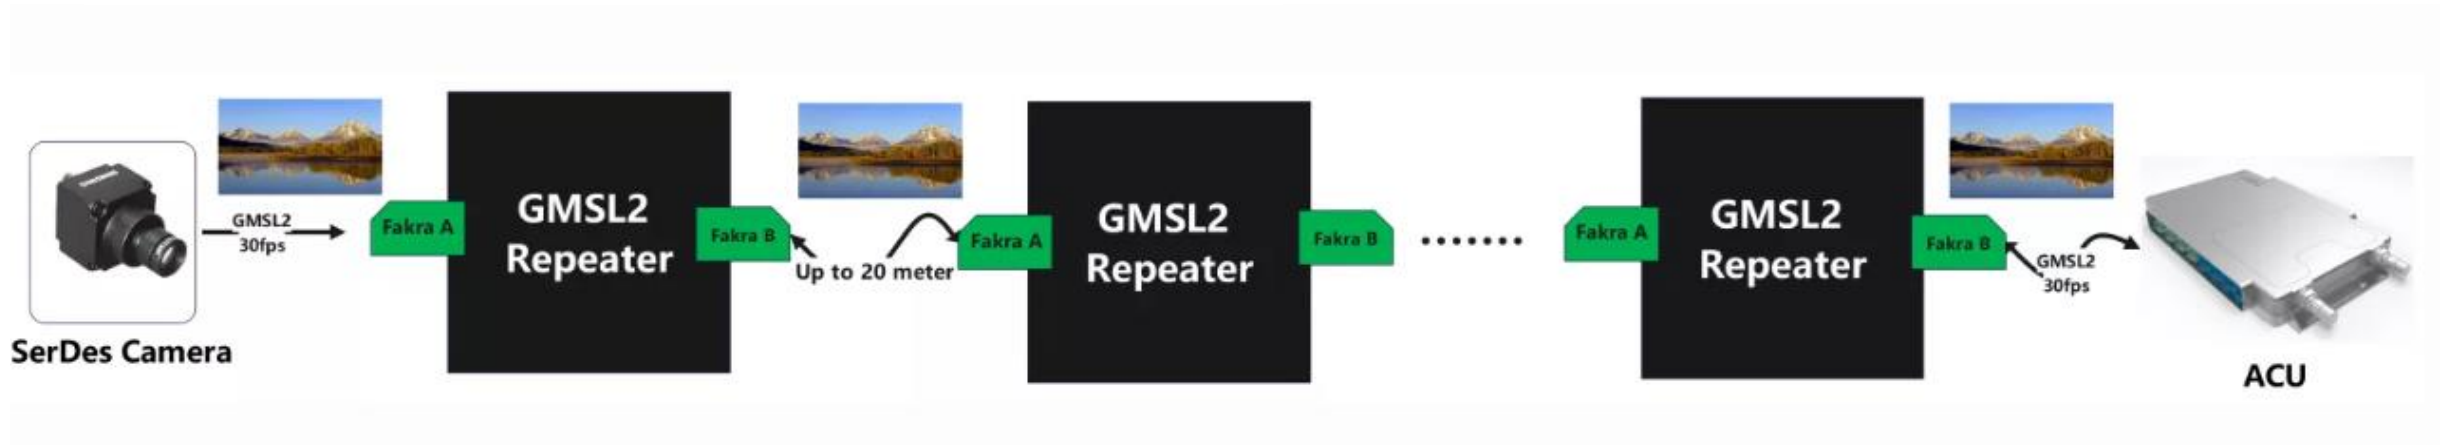 SerDes Camera
GMSL2
30fps
Fakra A
GMSL2
Repeater
Fakra B
Up to 20 meter
Fakra A
GMSL2
Repeater
Fakra B
.......
Fakra A
GMSL2
Repeater
Fakra B
GMSL2
30fps
ACU